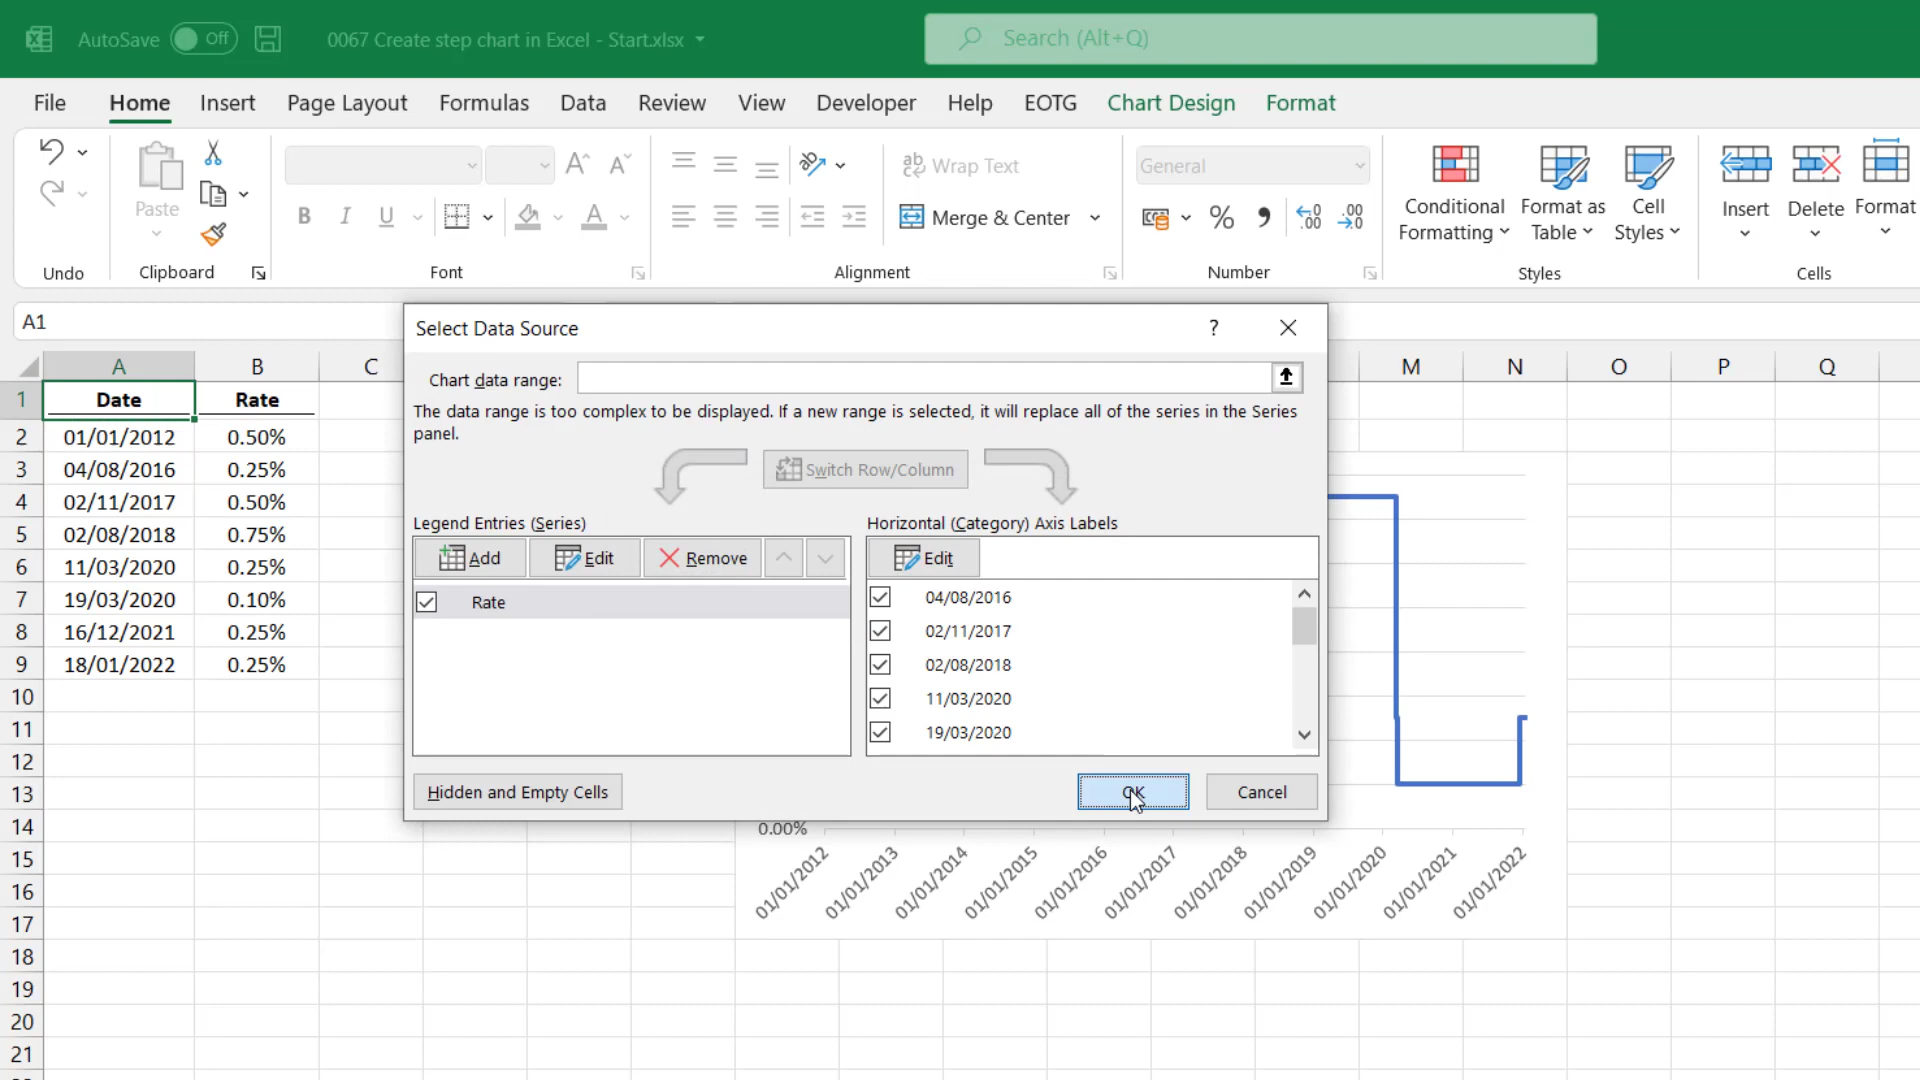 AutoSave Off 0067 Create step chart in Excel - Start.xlsx Search (Alt+Q)
File Home Insert Page Layout Formulas Data Review View Developer Help EOTG Chart Design Format
Paste
B I U
A A A
ab Wrap Text
Merge & Center
General
% , .00 .00
Conditional Formatting
Format as Table
Cell Styles
Insert Delete Format
Undo Clipboard Font Alignment Number Styles Cells
A1
Select Data Source ?
A B C M N O P Q
Chart data range:
The data range is too complex to be displayed. If a new range is selected, it will replace all of the series in the Series
panel.
Switch Row/Column
Legend Entries (Series) Horizontal (Category) Axis Labels
Add Edit Remove Edit
Rate
04/08/2016
02/11/2017
02/08/2018
11/03/2020
19/03/2020
Hidden and Empty Cells OK Cancel
1 Date Rate
2 01/01/2012 0.50%
3 04/08/2016 0.25%
4 02/11/2017 0.50%
5 02/08/2018 0.75%
6 11/03/2020 0.25%
7 19/03/2020 0.10%
8 16/12/2021 0.25%
9 18/01/2022 0.25%
10
11
12
13
14
15
16
17
18
19
20
21
0.00%
01/01/2012 01/01/2013 01/01/2014 01/01/2015 01/01/2016 01/01/2017 01/01/2018 01/01/2019 01/01/2020 01/01/2021 01/01/2022